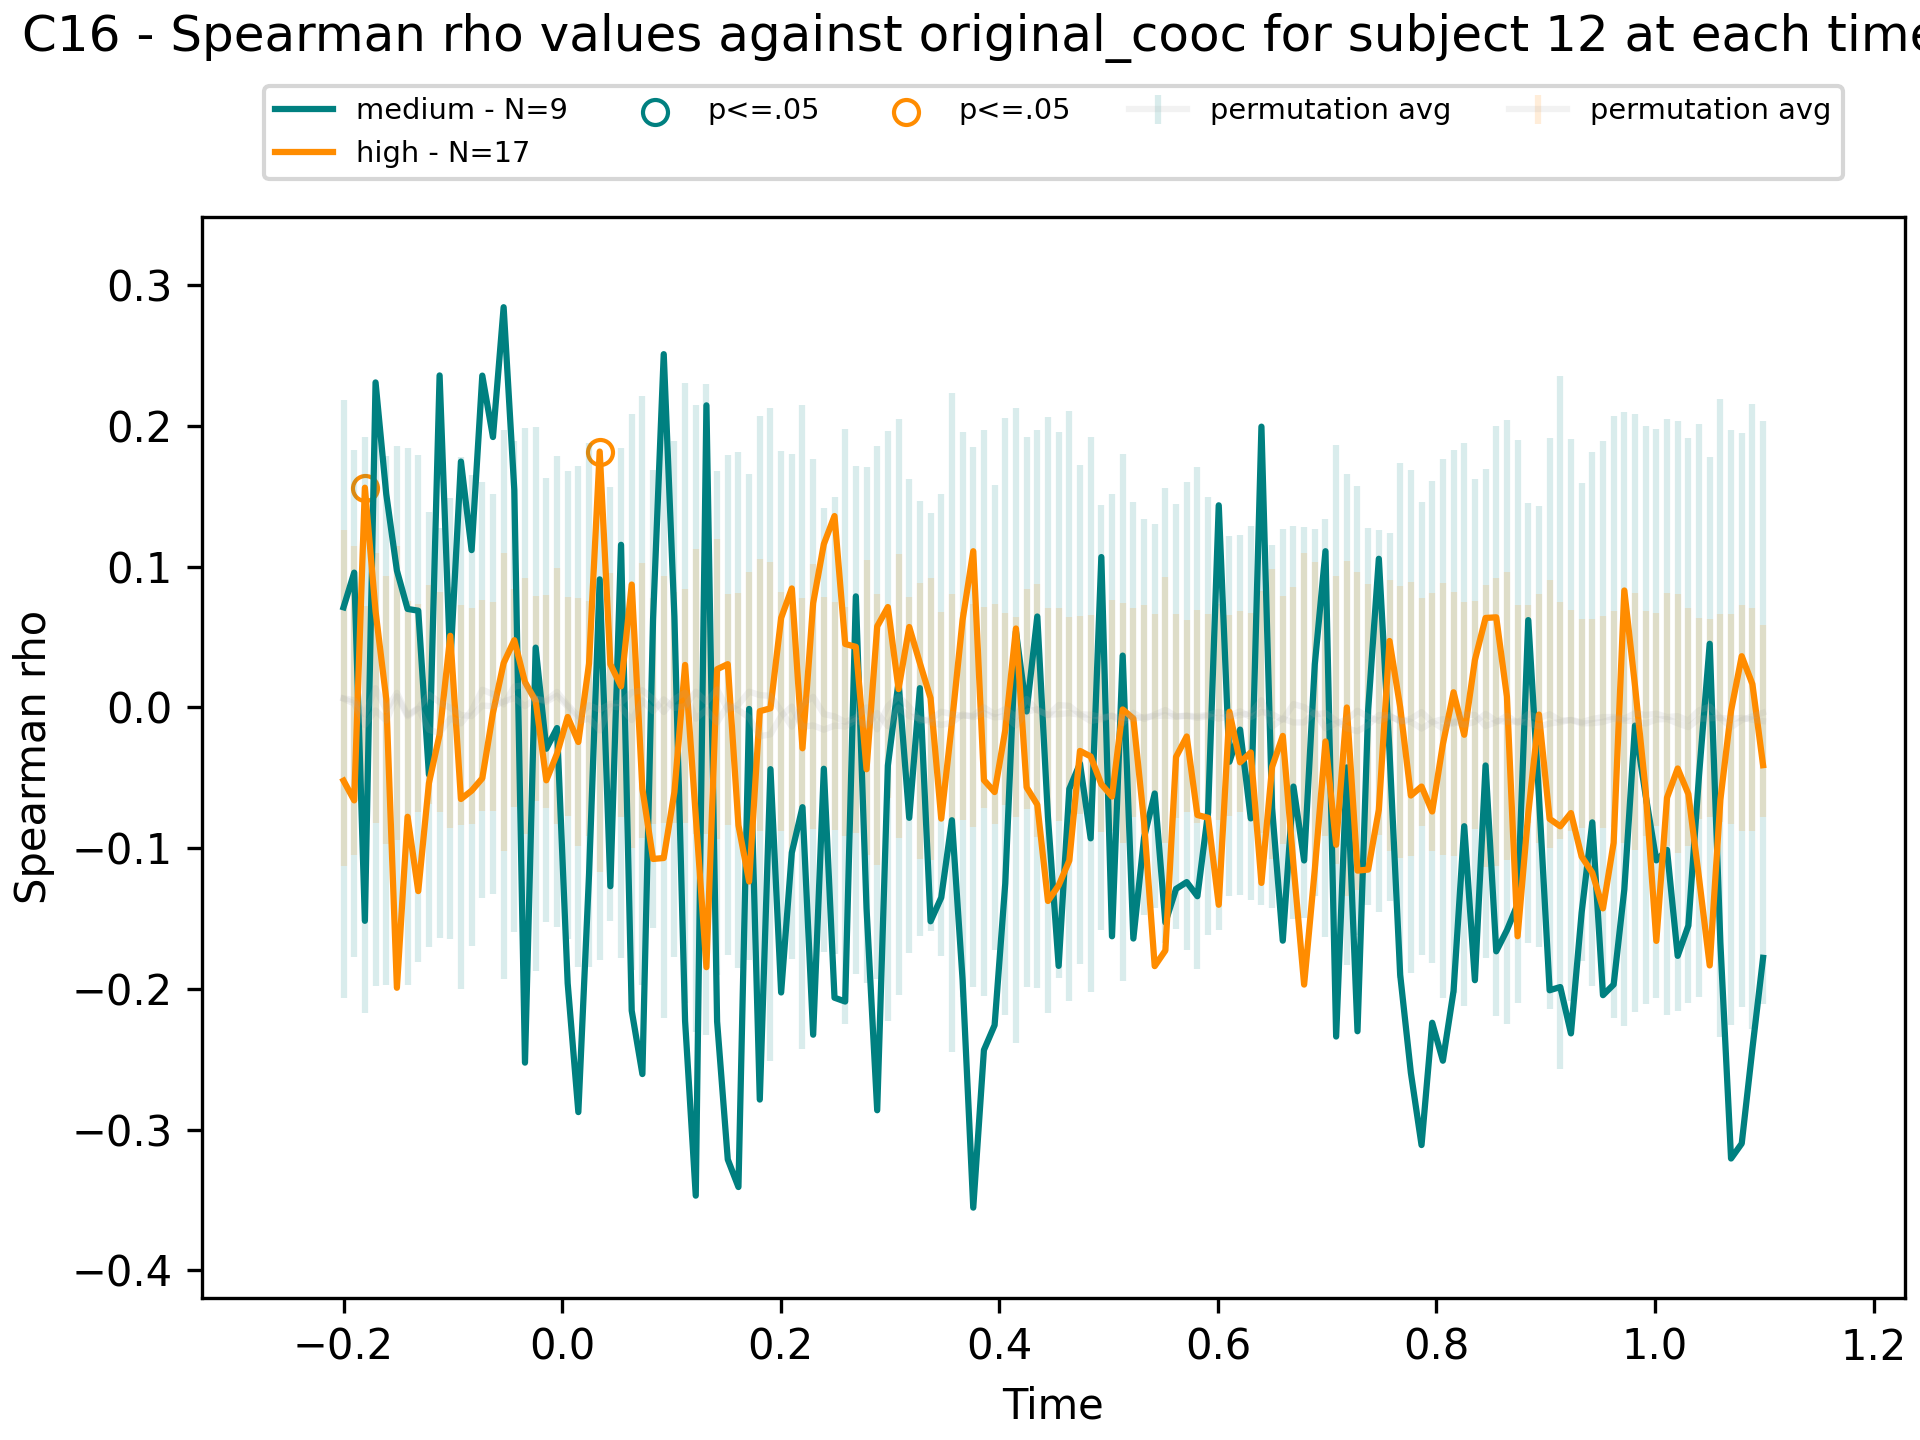 C16 - Spearman rho values against original_cooc for subject 12 at each time
medium - N=9 p<=.05 p<=.05 permutation avg permutation avg
high - N=17
Spearman rho
0.3
0.2
0.1
0.0
−0.1
−0.2
−0.3
−0.4
−0.2 0.0 0.2 0.4 0.6 0.8 1.0 1.2
Time